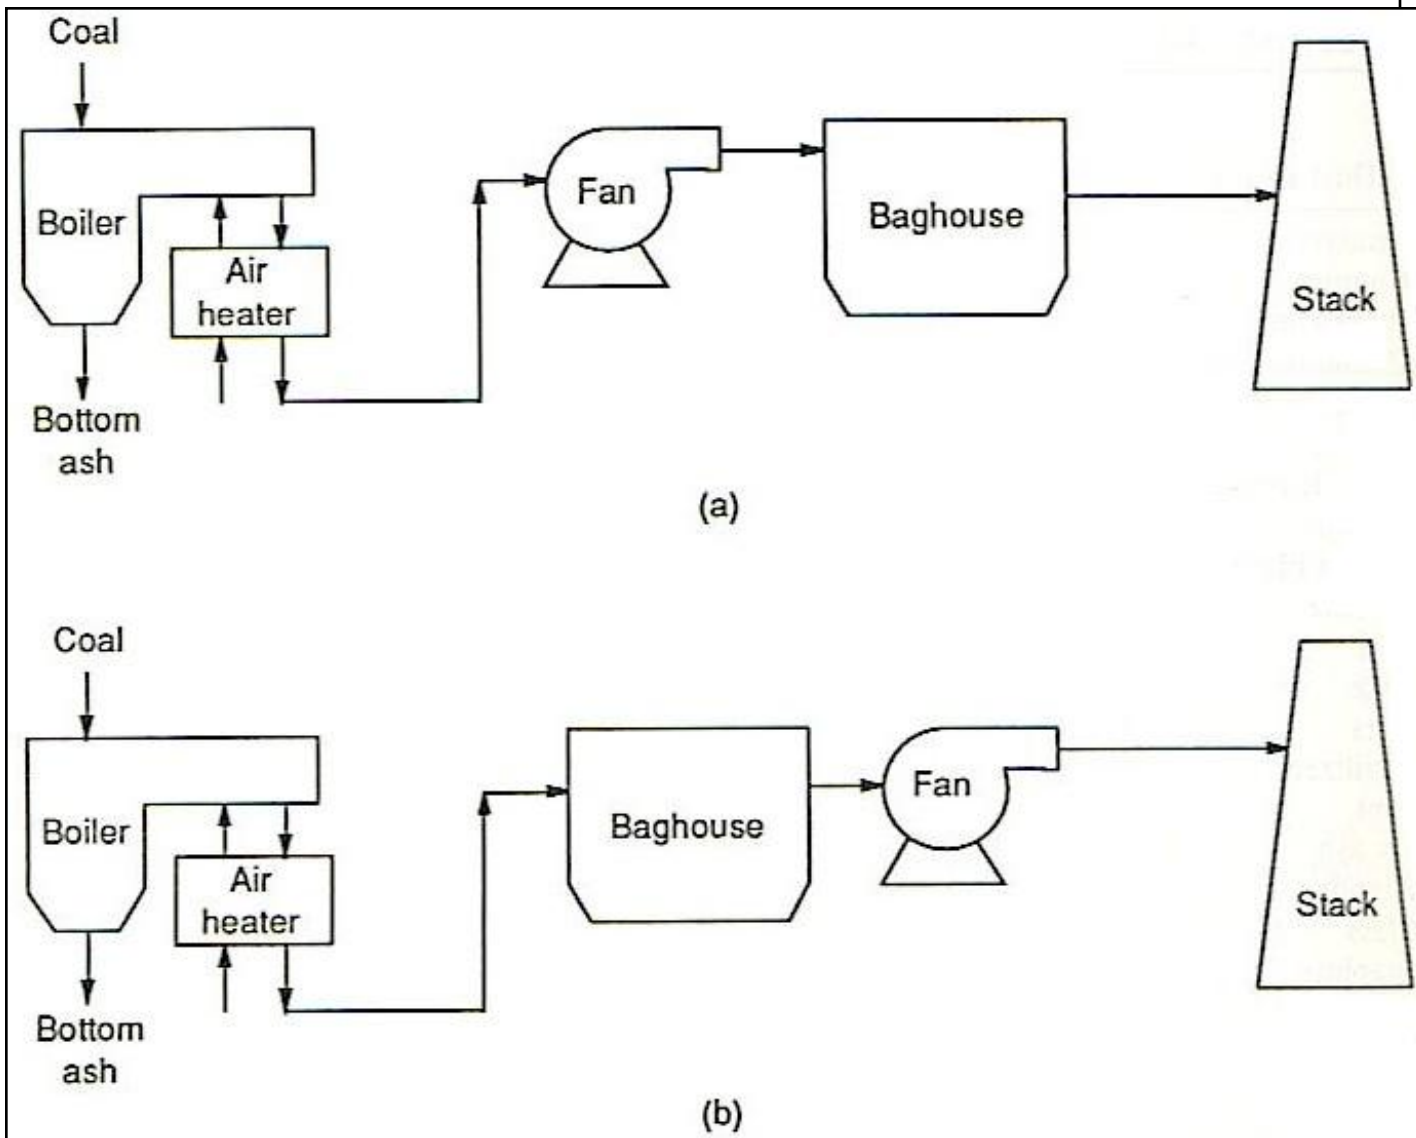 Coal
Boiler
Air
heater
Bottom
ash
Fan
Baghouse
Stack
(a)
Coal
Boiler
Air
heater
Bottom
ash
Baghouse
Fan
Stack
(b)